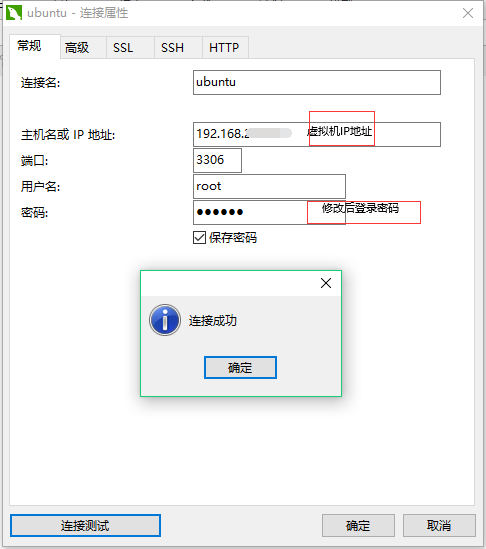 ubuntu - 连接属性
常规 高级 SSL SSH HTTP
连接名: ubuntu
主机名或 IP 地址: 192.168. 虚拟机IP地址
端口: 3306
用户名: root
密码: ●●●●●● 修改后登录密码
保存密码
连接成功
确定
连接测试 确定 取消